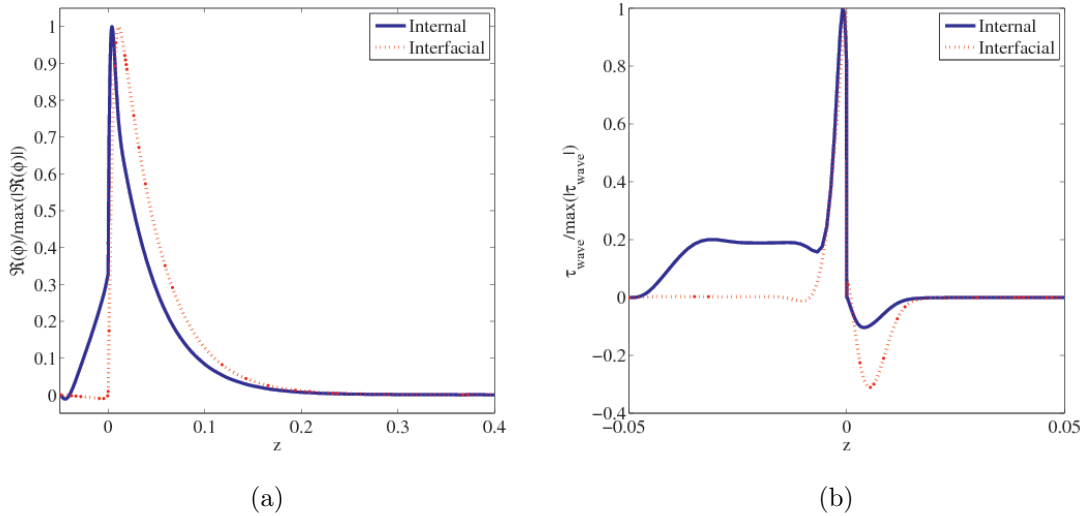 1
0.9
0.8
0.7
0.6
0.5
0.4
0.3
0.2
0.1
0
ℜ(ϕ)/max(|ℜ(ϕ)|)
Internal
Interfacial
0 0.1 0.2 0.3 0.4
z
(a)
1
0.8
0.6
0.4
0.2
0
−0.2
−0.4
τwave/max(|τwave|)
Internal
Interfacial
−0.05 0 0.05
z
(b)